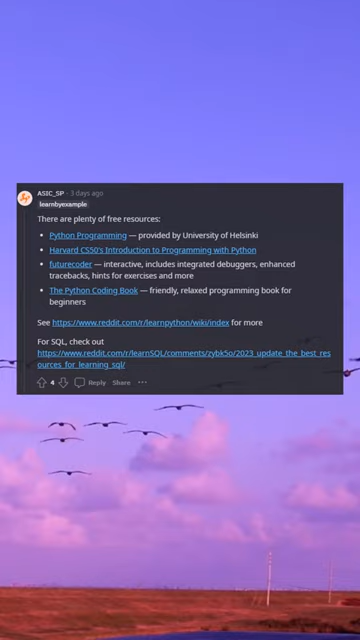 ASIC_SP · 3 days ago
learnbyexample
There are plenty of free resources:
• Python Programming — provided by University of Helsinki
• Harvard CS50's Introduction to Programming with Python
• futurecoder — interactive, includes integrated debuggers, enhanced
tracebacks, hints for exercises and more
• The Python Coding Book — friendly, relaxed programming book for
beginners
See https://www.reddit.com/r/learnpython/wiki/index for more
For SQL, check out
https://www.reddit.com/r/learnSQL/comments/zybk5o/2023_update_the_best_res
ources_for_learning_sql/
4 Reply Share ···